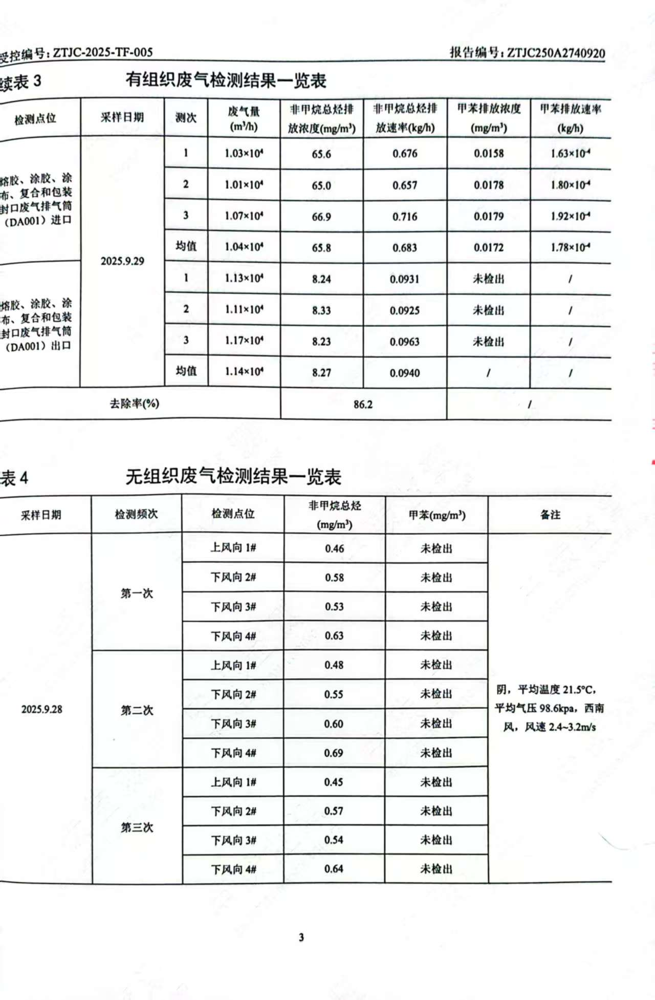 受控编号：ZTJC-2025-TF-005 报告编号：ZTJC250A2740920
续表 3 有组织废气检测结果一览表
检测点位 采样日期 测次 废气量 (m³/h) 非甲烷总烃排放浓度(mg/m³) 非甲烷总烃排放速率(kg/h) 甲苯排放浓度 (mg/m³) 甲苯排放速率 (kg/h)
熔胶、涂胶、涂
布、复合和包装
封口废气排气筒
（DA001）进口
2025.9.29
1 1.03×10⁴ 65.6 0.676 0.0158 1.63×10⁻⁴
2 1.01×10⁴ 65.0 0.657 0.0178 1.80×10⁻⁴
3 1.07×10⁴ 66.9 0.716 0.0179 1.92×10⁻⁴
均值 1.04×10⁴ 65.8 0.683 0.0172 1.78×10⁻⁴
熔胶、涂胶、涂
布、复合和包装
封口废气排气筒
（DA001）出口
1 1.13×10⁴ 8.24 0.0931 未检出 /
2 1.11×10⁴ 8.33 0.0925 未检出 /
3 1.17×10⁴ 8.23 0.0963 未检出 /
均值 1.14×10⁴ 8.27 0.0940 / /
去除率(%) 86.2 /
表 4 无组织废气检测结果一览表
采样日期 检测频次 检测点位 非甲烷总烃 (mg/m³) 甲苯(mg/m³) 备注
2025.9.28
第一次
上风向 1# 0.46 未检出
下风向 2# 0.58 未检出
下风向 3# 0.53 未检出
下风向 4# 0.63 未检出
第二次
上风向 1# 0.48 未检出
下风向 2# 0.55 未检出
下风向 3# 0.60 未检出
下风向 4# 0.69 未检出
第三次
上风向 1# 0.45 未检出
下风向 2# 0.57 未检出
下风向 3# 0.54 未检出
下风向 4# 0.64 未检出
阴，平均温度 21.5°C，
平均气压 98.6kpa，西南
风，风速 2.4~3.2m/s
3